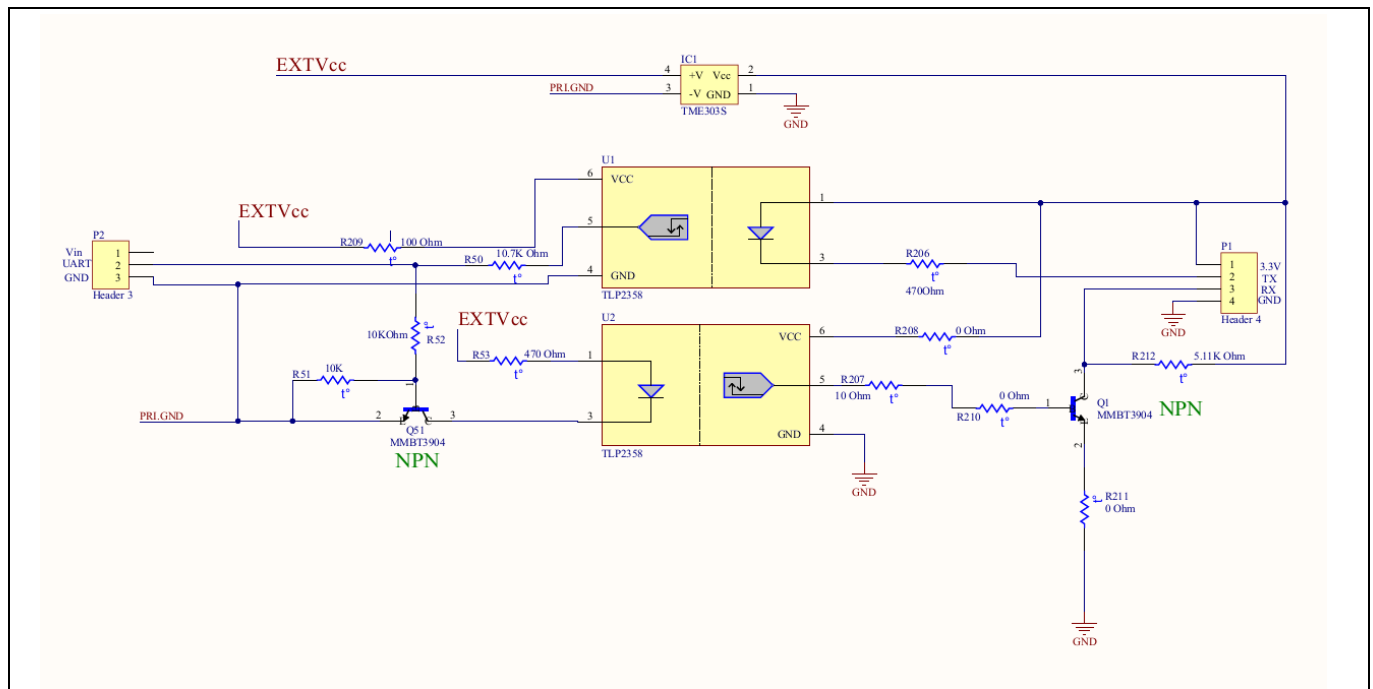 EXTVcc
PRI.GND
IC1
4 +V Vcc 2
3 -V GND 1
TME303S
GND
U1
6 VCC
5
4 GND
1
3
TLP2358
EXTVcc
R209 100 Ohm
t°
R50 10.7K Ohm
t°
P2
Vin 1
UART 2
GND 3
Header 3
R206
t°
470Ohm
P1
1 3.3V
2 TX
3 RX
4 GND
Header 4
GND
10KOhm R52
t°
EXTVcc
R53 470 Ohm
t°
U2
1
3
VCC 6
5
GND 4
TLP2358
R208 0 Ohm
t°
R207
10 Ohm
t°
0 Ohm
R210
t°
R212 5.11K Ohm
t°
R51 10K
t°
PRI.GND
1
2 E C 3
Q51
MMBT3904
NPN
3
C
1
E
2
Q1
MMBT3904
NPN
GND
t° R211
0 Ohm
GND